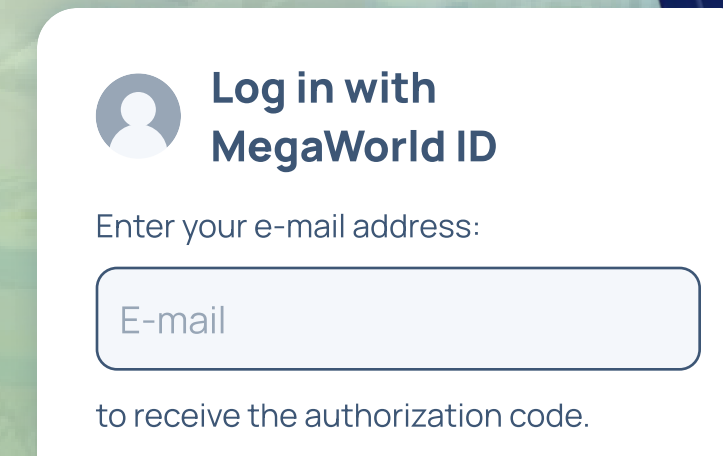 Log in with
MegaWorld ID
Enter your e-mail address:
E-mail
to receive the authorization code.